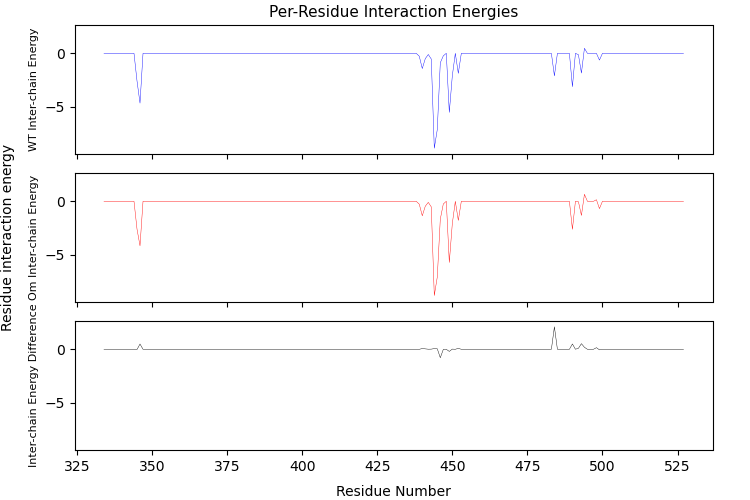 Per-Residue Interaction Energies
Residue interaction energy
WT Inter-chain Energy
0
−5
Om Inter-chain Energy
0
−5
Inter-chain Energy Difference
0
−5
325 350 375 400 425 450 475 500 525
Residue Number